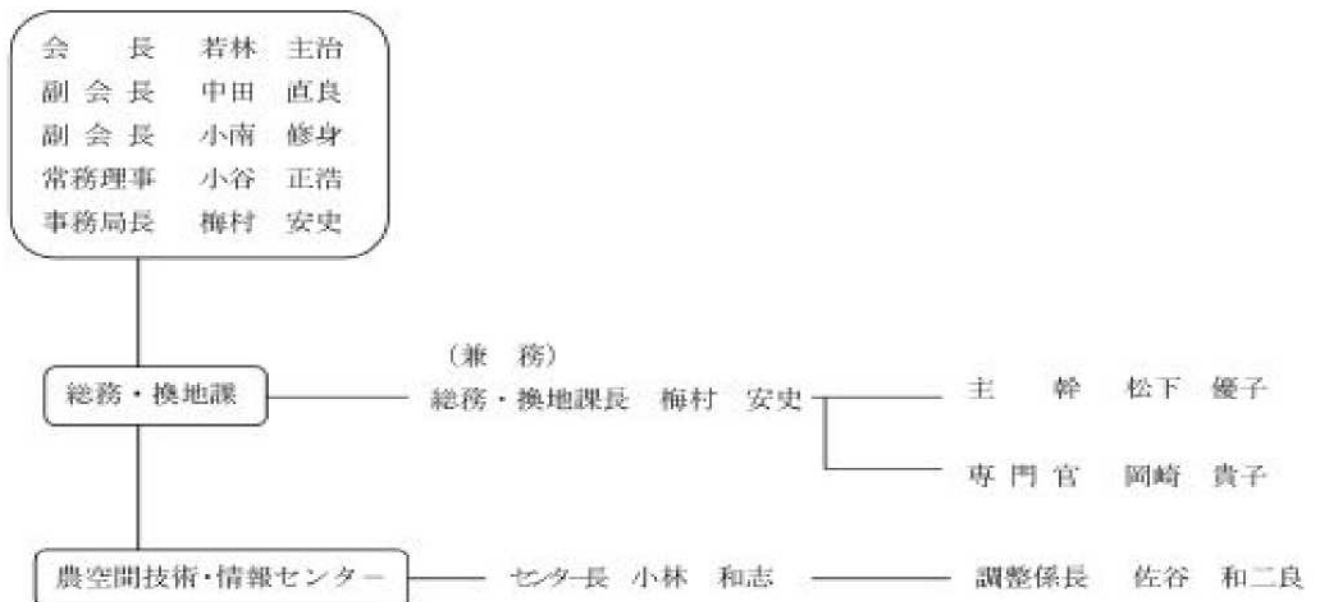 会　　長　若林　主治
副 会 長　中田　直良
副 会 長　小南　修身
常務理事　小谷　正浩
事務局長　梅村　安史
（兼　務）
総務・換地課　総務・換地課長　梅村　安史　主　　幹　松下　優子
専 門 官　岡崎　貴子
農空間技術・情報センター　センター長　小林　和志　調整係長　佐谷　和二良